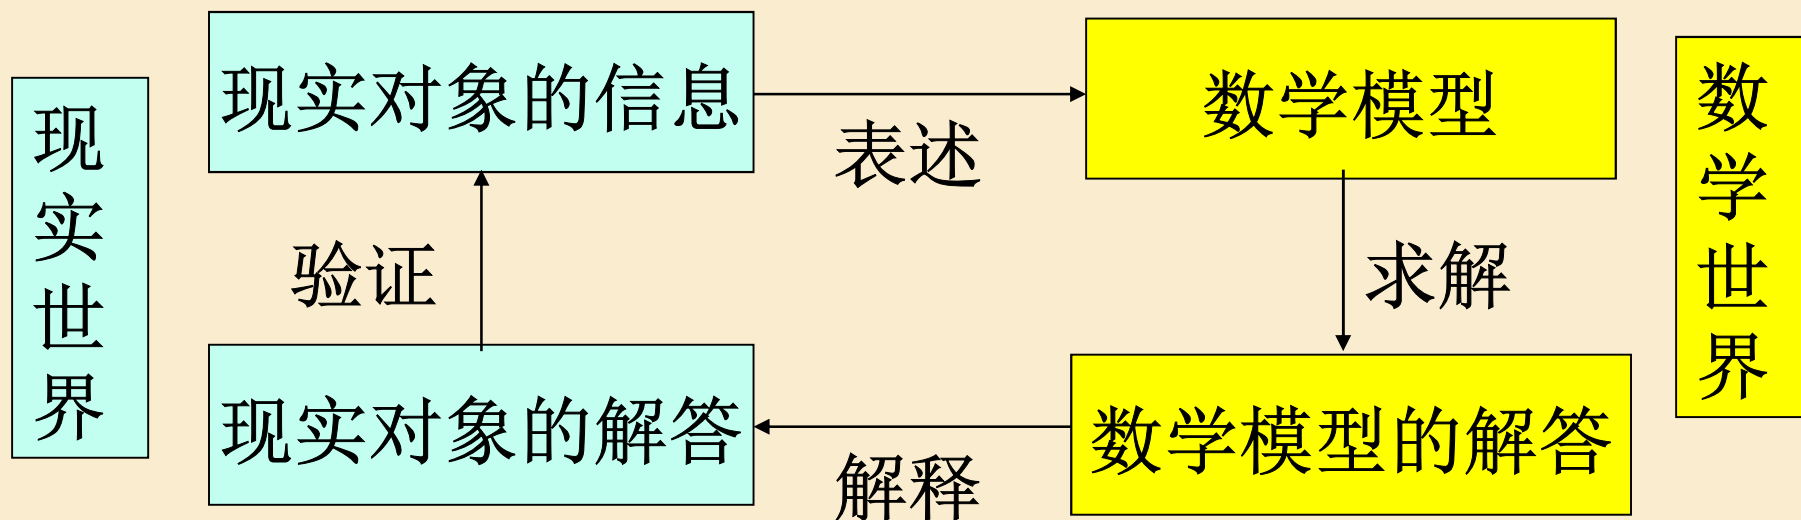 现实世界
现实对象的信息
表述
数学模型
数学世界
验证
求解
现实对象的解答
解释
数学模型的解答